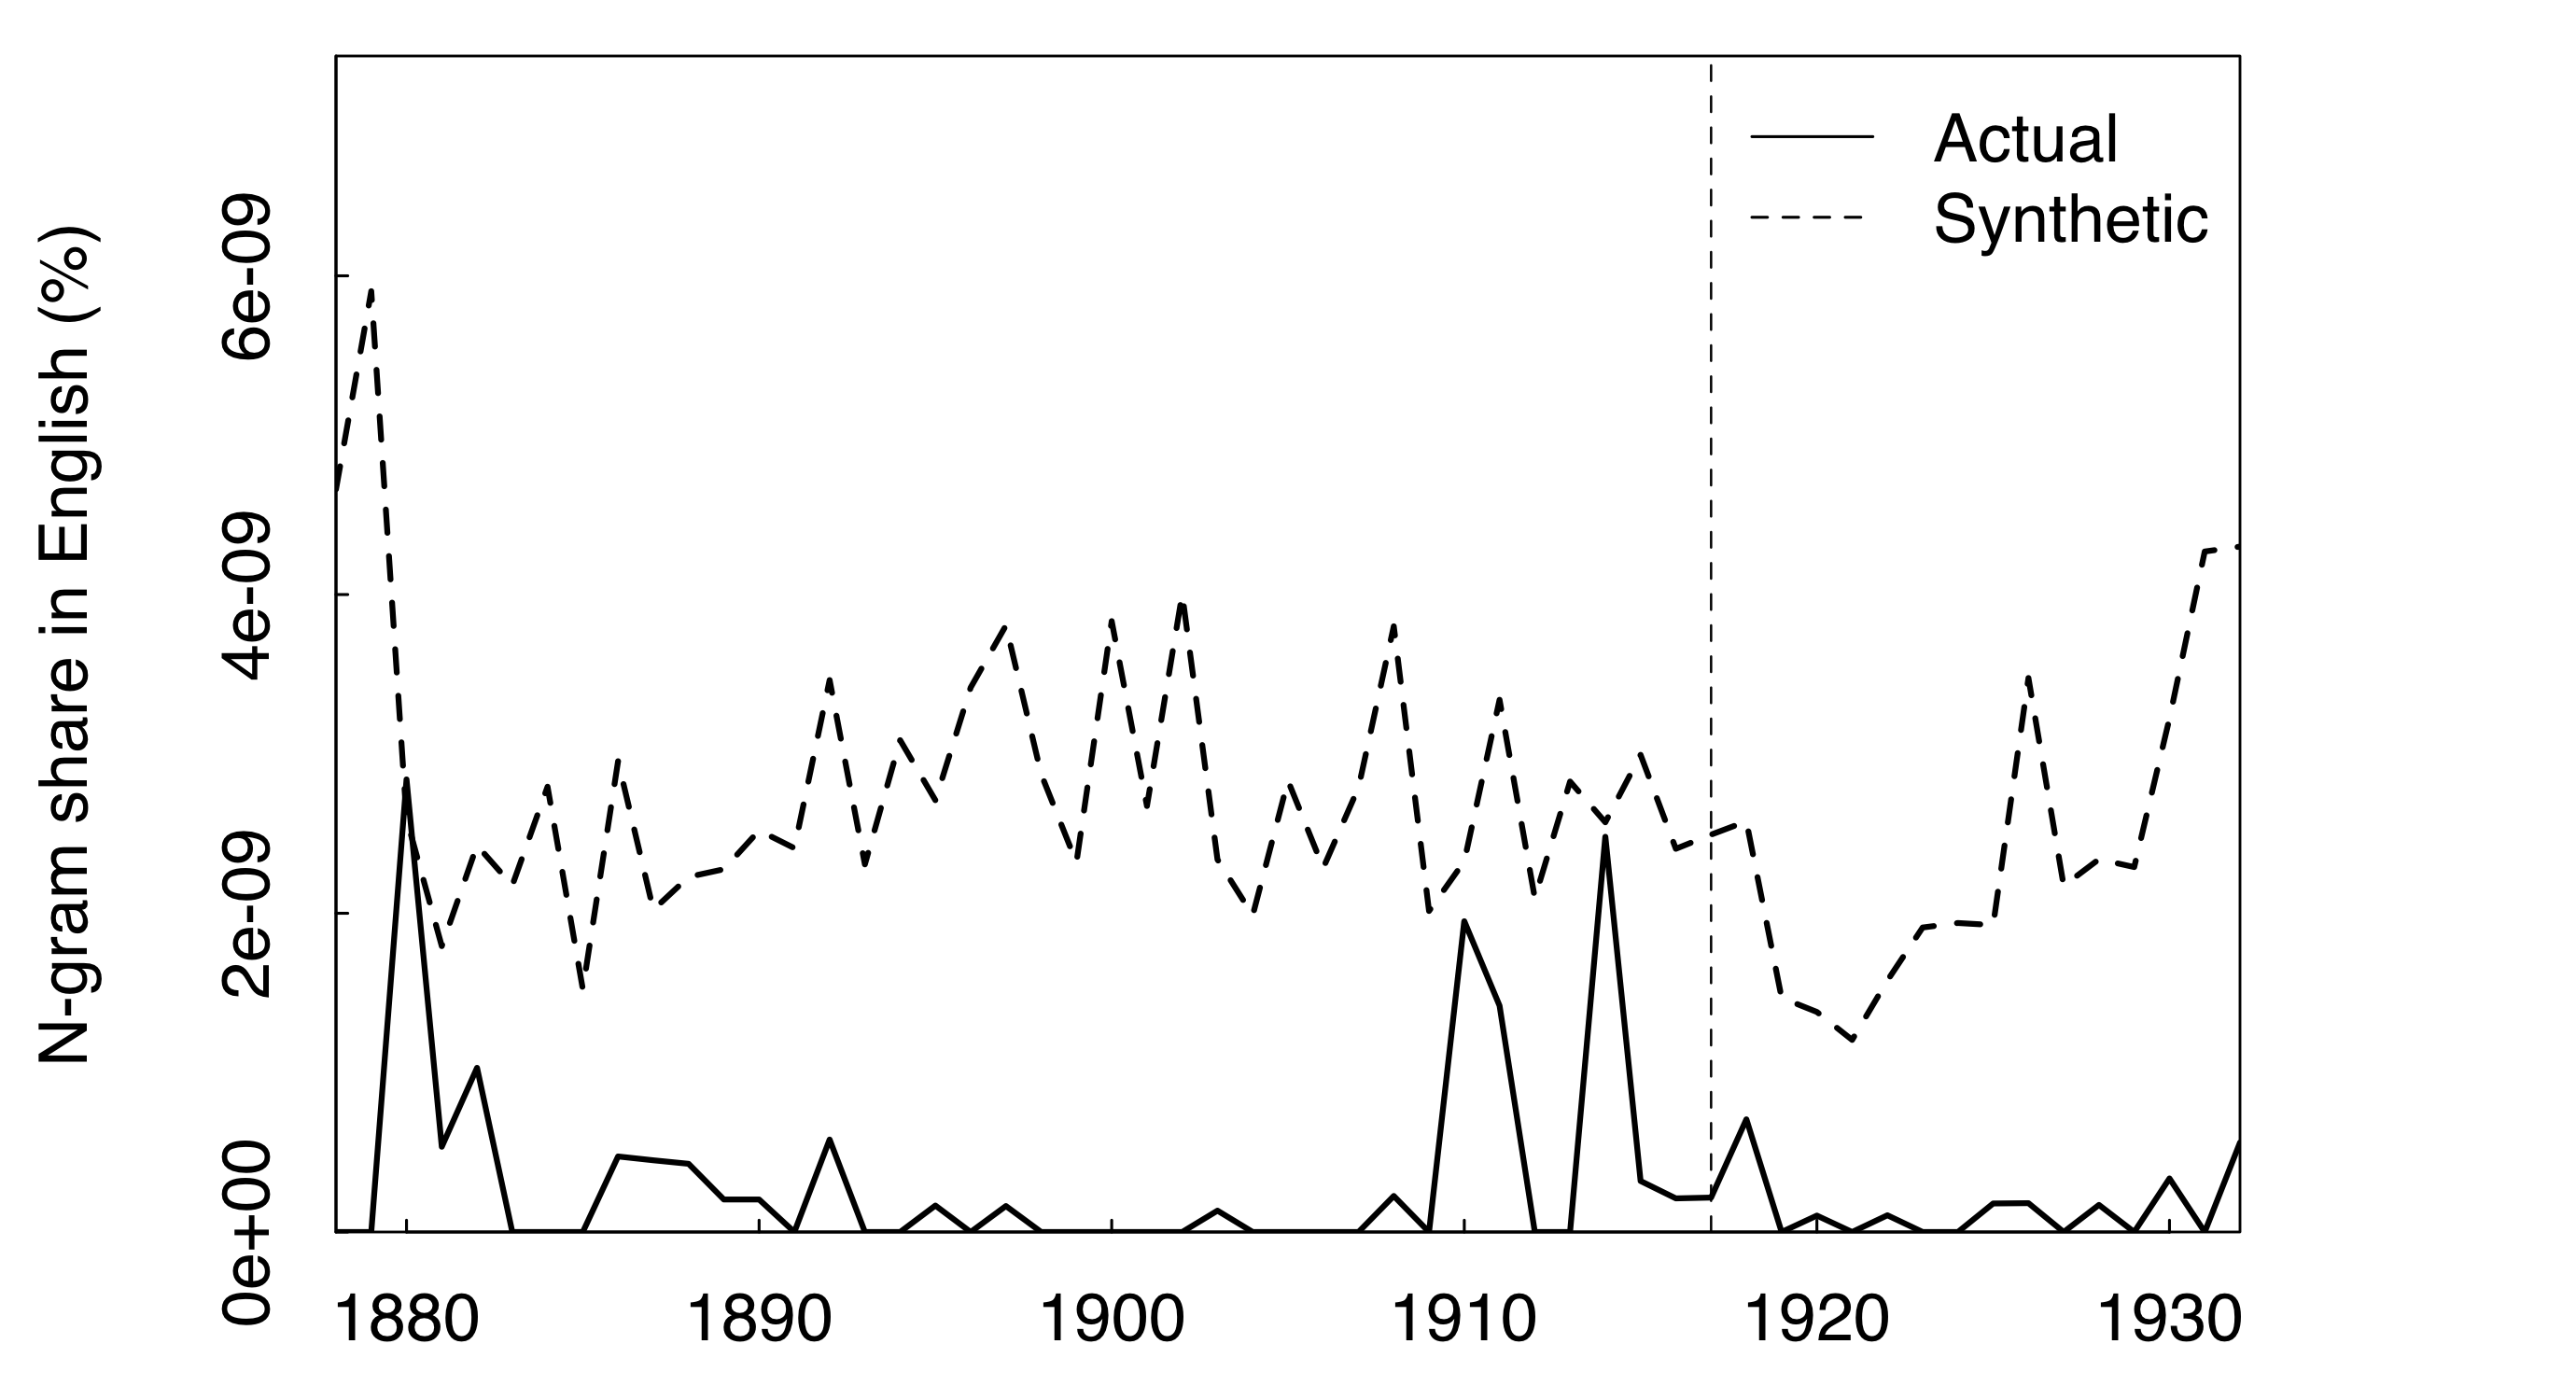 N-gram share in English (%)
6e-09
4e-09
2e-09
0e+00
Actual
Synthetic
1880 1890 1900 1910 1920 1930